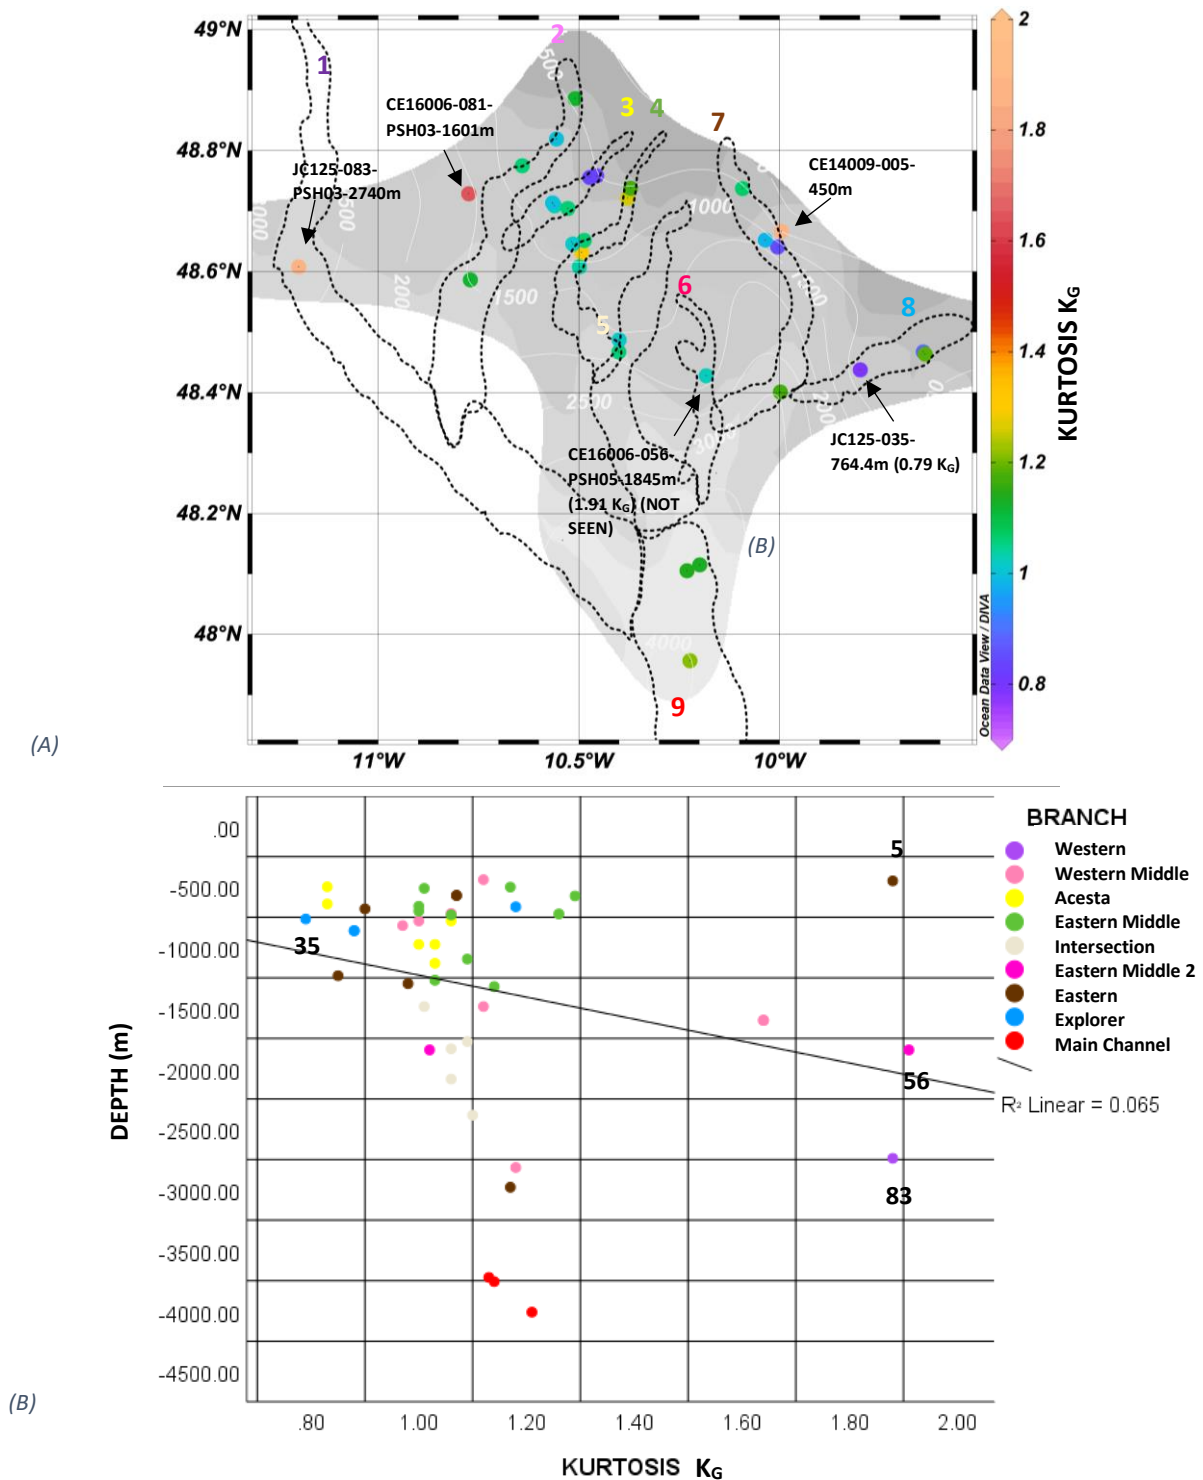 49°N
48.8°N
48.6°N
48.4°N
48.2°N
48°N
11°W
10.5°W
10°W
1
2
3
4
5
6
7
8
9
CE16006-081-
PSH03-1601m
JC125-083-
PSH03-2740m
CE14009-005-
450m
JC125-035-
764.4m (0.79 KG)
CE16006-056-
PSH05-1845m
(1.91 KG) (NOT
SEEN)
(B)
500
1000
1500
200
2500
3000
4000
1500
200
2
1.8
1.6
1.4
1.2
1
0.8
KURTOSIS KG
Ocean Data View / DIVA
(A)
.00
-500.00
-1000.00
-1500.00
-2000.00
-2500.00
-3000.00
-3500.00
-4000.00
-4500.00
DEPTH (m)
5
35
56
83
.80
1.00
1.20
1.40
1.60
1.80
2.00
KURTOSIS KG
BRANCH
Western
Western Middle
Acesta
Eastern Middle
Intersection
Eastern Middle 2
Eastern
Explorer
Main Channel
R² Linear = 0.065
(B)